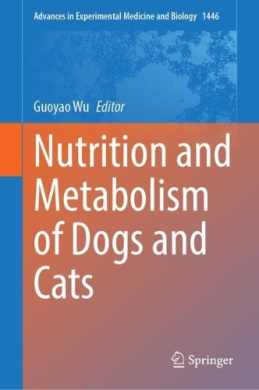 Advances in Experimental Medicine and Biology 1446
Guoyao Wu Editor
Nutrition and
Metabolism
of Dogs and
Cats
Springer